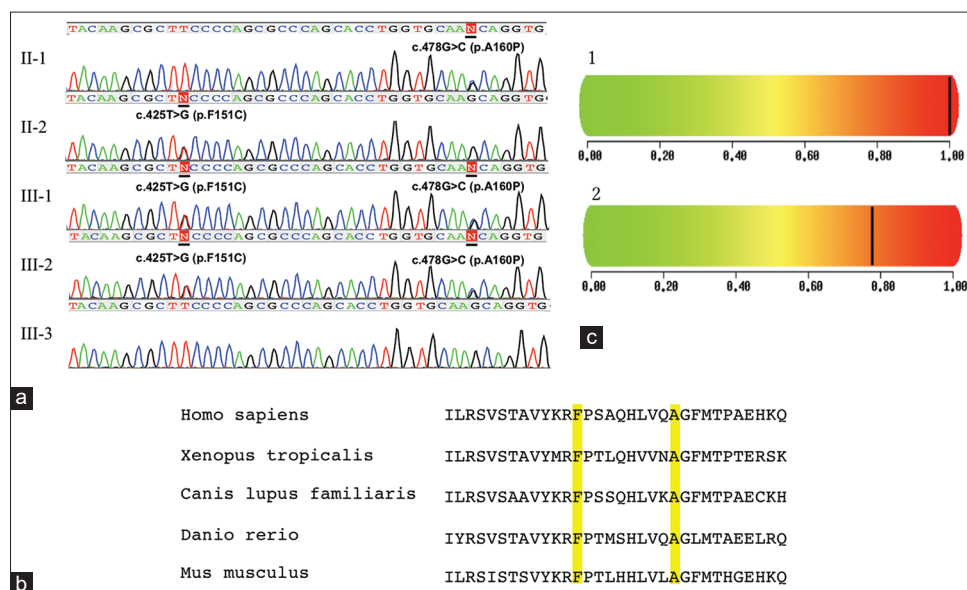 TACAAGCGCTTCCCCAGCGCCCAGCACCTGGTGCAANCAGGTG
c.478G>C (p.A160P)
II-1
TACAAGCGCTNCCCCAGCGCCCAGCACCTGGTGCAAGCAGGTG
c.425T>G (p.F151C)
II-2
TACAAGCGCTNCCCCAGCGCCCAGCACCTGGTGCAANCAGGTG
c.425T>G (p.F151C) c.478G>C (p.A160P)
III-1
TACAAGCGCTNCCCCAGCGCCCAGCACCTGGTGCAANCAGGTG
c.425T>G (p.F151C) c.478G>C (p.A160P)
III-2
TACAAGCGCTTCCCCAGCGCCCAGCACCTGGTGCAAGCAGGTG
III-3
a
1
0.00 0.20 0.40 0.60 0.80 1.00
2
0.00 0.20 0.40 0.60 0.80 1.00
c
Homo sapiens ILRSVSTAVYKRFPSAQHLVQAGFMTPAEHKQ
Xenopus tropicalis ILRSVSTAVYMRFPTLQHVVNAGFMTPTERSK
Canis lupus familiaris ILRSVSAAVYKRFPSSQHLVKAGFMTPAECKH
Danio rerio IYRSVSTAVYKRFPTMSHLVQAGLMTAEELRQ
Mus musculus ILRSISTSVYKRFPTLHHLVLAGFMTHGEHKQ
b